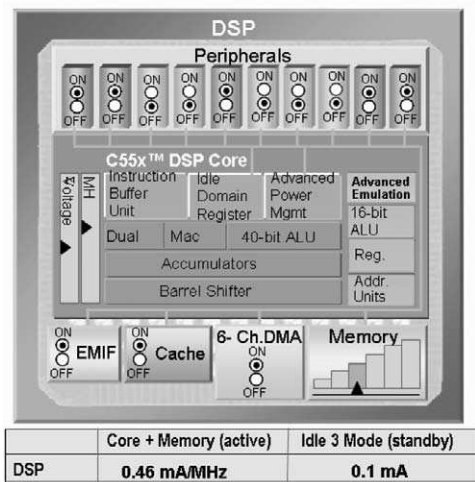 DSP
Peripherals
ON ON ON ON ON ON ON ON ON
OFF OFF OFF OFF OFF OFF OFF OFF OFF
C55x™ DSP Core
Voltage
MH
Instruction
Buffer
Unit
Idle
Domain
Register
Advanced
Power
Mgmt
Advanced
Emulation
Dual Mac 40-bit ALU
16-bit
ALU
Accumulators
Reg.
Barrel Shifter
Addr.
Units
ON
OFF
EMIF
ON
OFF
Cache
6- Ch.DMA
ON
OFF
Memory
Core + Memory (active) Idle 3 Mode (standby)
DSP 0.46 mA/MHz 0.1 mA